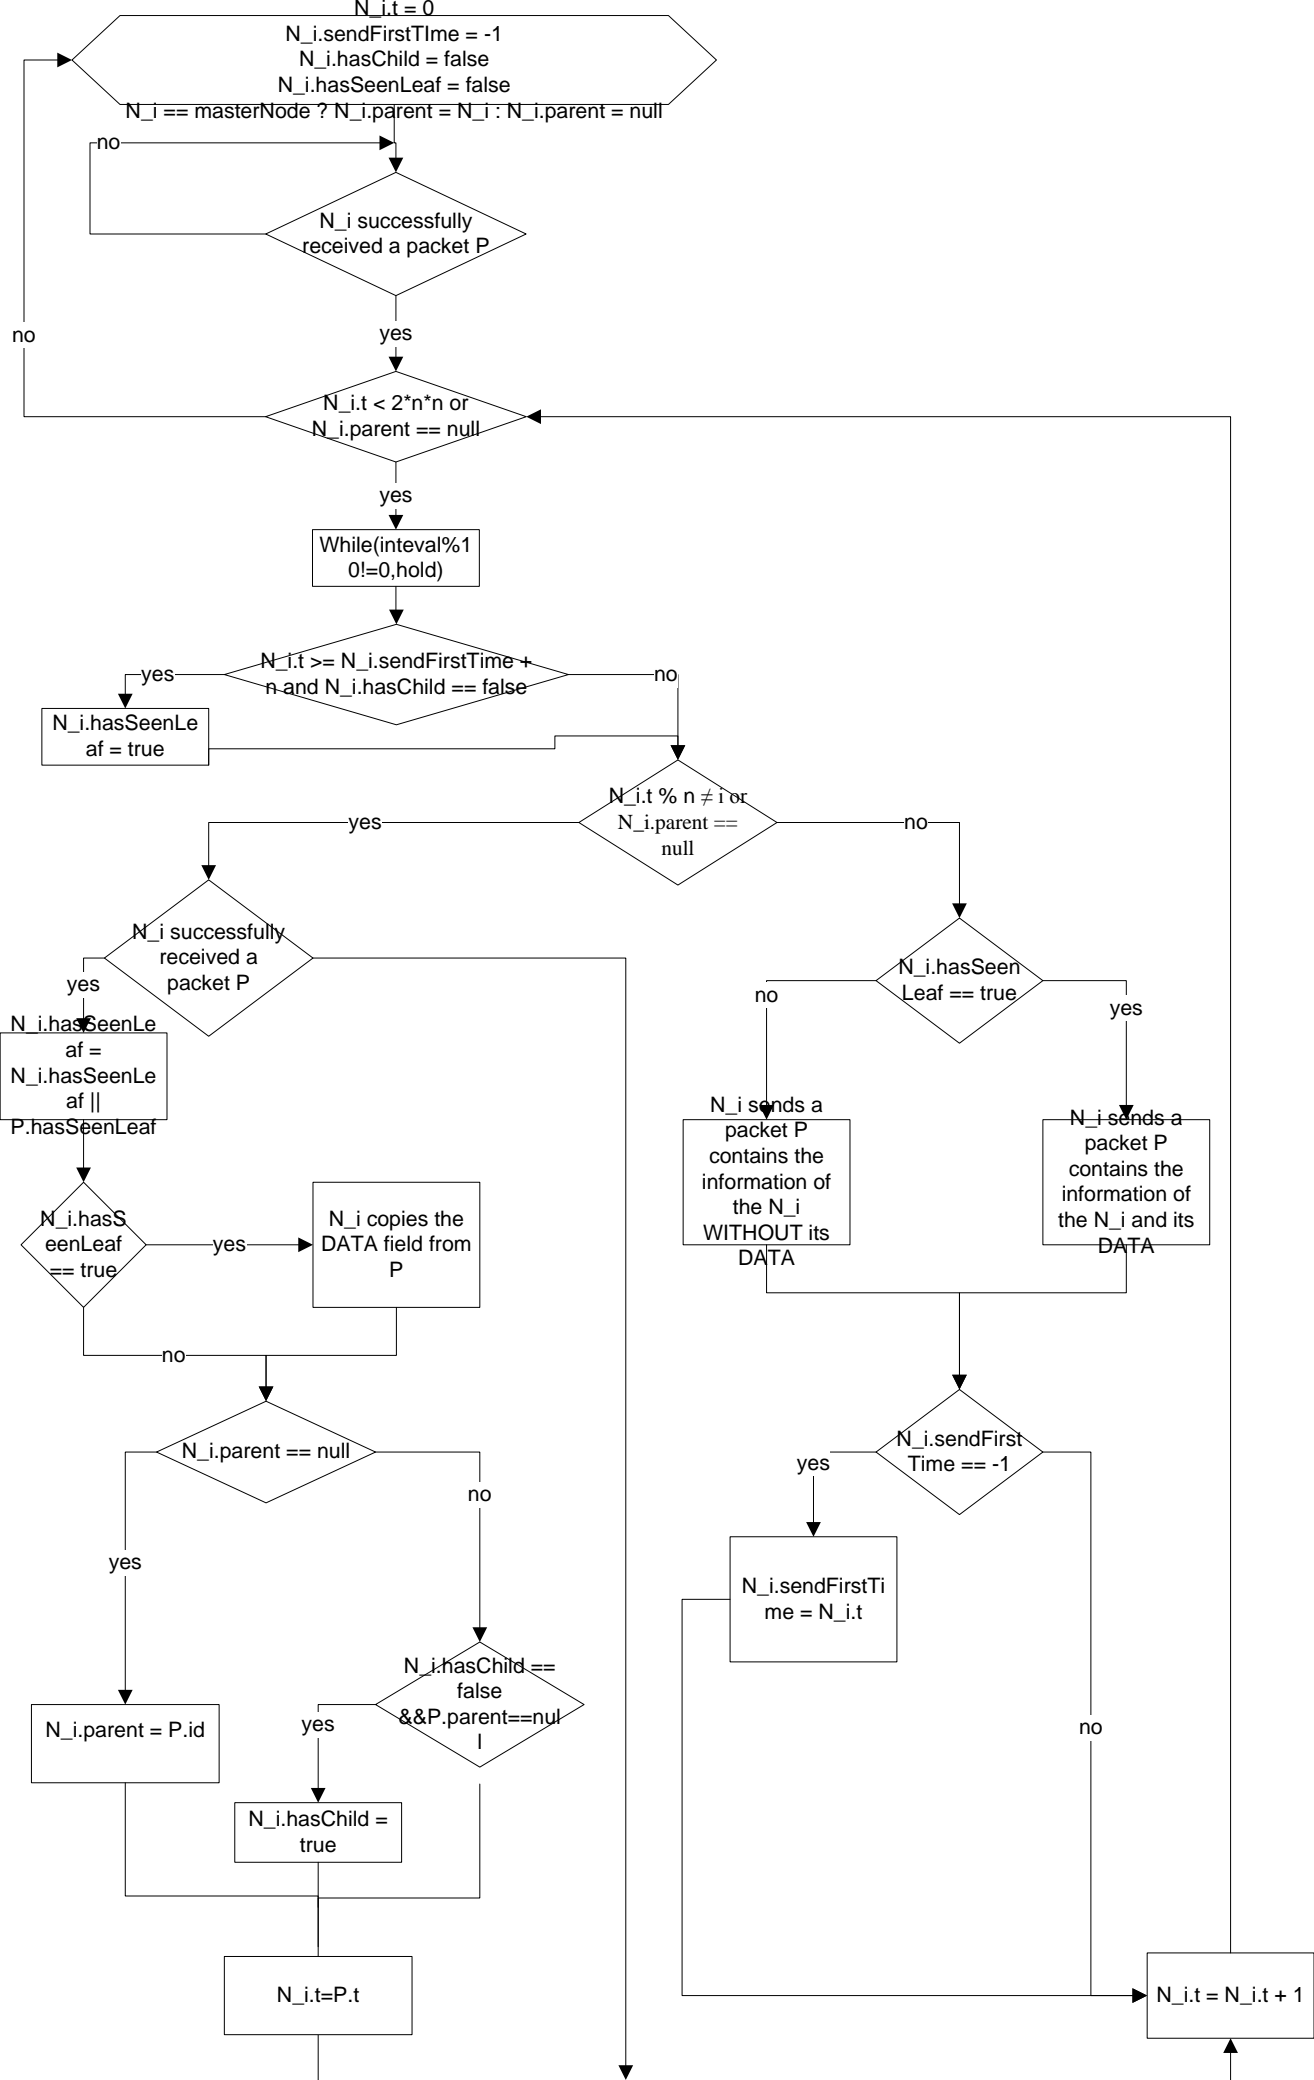 N_i.t = 0
N_i.sendFirstTIme = -1
N_i.hasChild = false
N_i.hasSeenLeaf = false
N_i == masterNode ? N_i.parent = N_i : N_i.parent = null
no
N_i successfully
received a packet P
yes
no
N_i.t < 2*n*n or
N_i.parent == null
yes
While(inteval%1
0!=0,hold)
N_i.t >= N_i.sendFirstTime +
n and N_i.hasChild == false
yes
no
N_i.hasSeenLe
af = true
N_i.t % n ≠ i or
N_i.parent ==
null
yes
no
N_i successfully
received a
packet P
yes
N_i.hasSeen
Leaf == true
no
yes
N_i.hasSeenLe
af =
N_i.hasSeenLe
af ||
P.hasSeenLeaf
N_i sends a
packet P
contains the
information of
the N_i
WITHOUT its
DATA
N_i sends a
packet P
contains the
information of
the N_i and its
DATA
N_i.hasS
eenLeaf
== true
yes
N_i copies the
DATA field from
P
no
N_i.parent == null
yes
no
N_i.sendFirst
Time == -1
yes
no
N_i.sendFirstTi
me = N_i.t
N_i.hasChild ==
false
&&P.parent==nul
l
yes
N_i.parent = P.id
N_i.hasChild =
true
N_i.t=P.t
N_i.t = N_i.t + 1